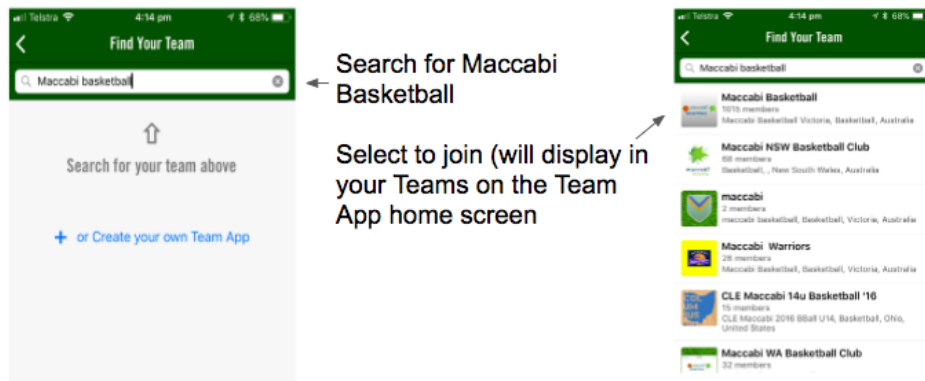 Telstra 4:14 pm 68%
Find Your Team
Maccabi basketball
Search for your team above
+ or Create your own Team App
Search for Maccabi
Basketball
Select to join (will display in
your Teams on the Team
App home screen
Telstra 4:14 pm 68%
Find Your Team
Maccabi basketball
Maccabi Basketball
1015 members
Maccabi Basketball Victoria, Basketball, Australia
Maccabi NSW Basketball Club
68 members
Basketball, , New South Wales, Australia
maccabi
2 members
maccabi basketball, Basketball, Victoria, Australia
Maccabi Warriors
28 members
Maccabi Basketball, Basketball, Victoria, Australia
CLE Maccabi 14u Basketball '16
15 members
CLE Maccabi 2016 BBall U14, Basketball, Ohio,
United States
Maccabi WA Basketball Club
32 members